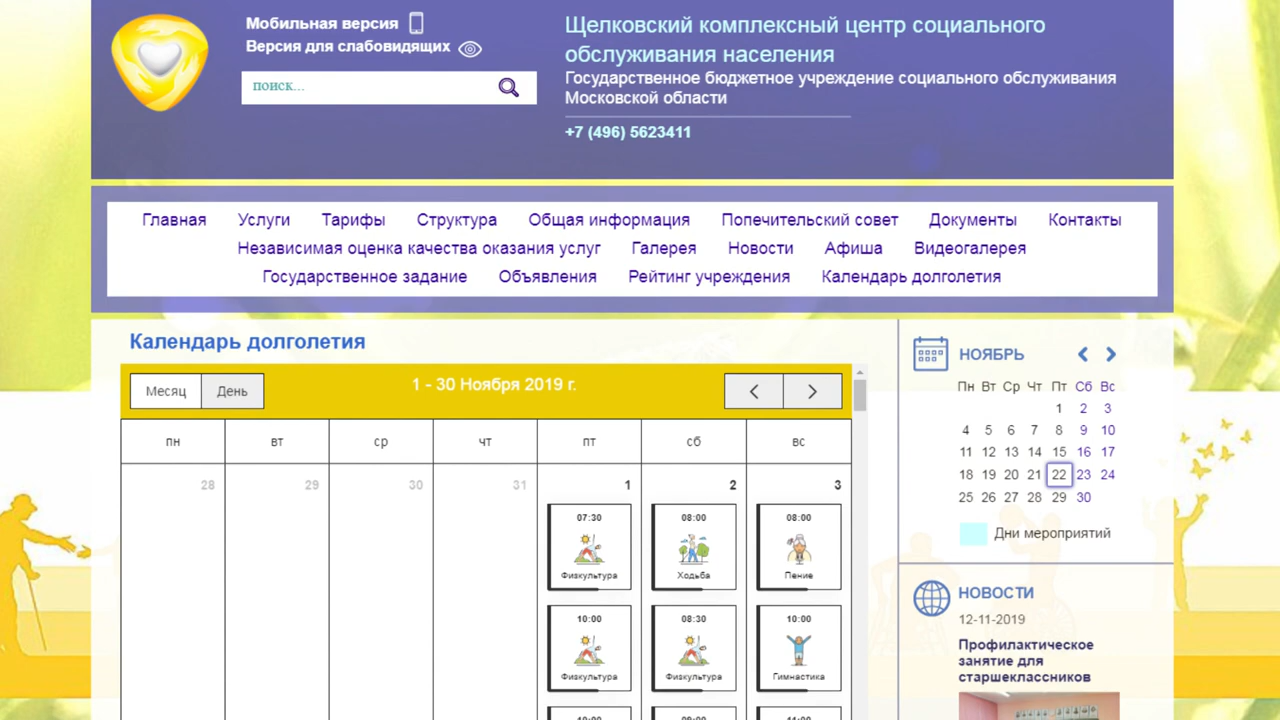 Мобильная версия
Версия для слабовидящих
поиск...
Щелковский комплексный центр социального
обслуживания населения
Государственное бюджетное учреждение социального обслуживания
Московской области
+7 (496) 5623411
Главная Услуги Тарифы Структура Общая информация Попечительский совет Документы Контакты
Независимая оценка качества оказания услуг Галерея Новости Афиша Видеогалерея
Государственное задание Объявления Рейтинг учреждения Календарь долголетия
Календарь долголетия
Месяц День 1 - 30 Ноября 2019 г.
пн вт ср чт пт сб вс
28 29 30 31 1 2 3
07:30 08:00 08:00
Физкультура Ходьба Пение
10:00 08:30 10:00
Физкультура Физкультура Гимнастика
НОЯБРЬ
Пн Вт Ср Чт Пт Сб Вс
1 2 3
4 5 6 7 8 9 10
11 12 13 14 15 16 17
18 19 20 21 22 23 24
25 26 27 28 29 30
Дни мероприятий
НОВОСТИ
12-11-2019
Профилактическое
занятие для
старшеклассников